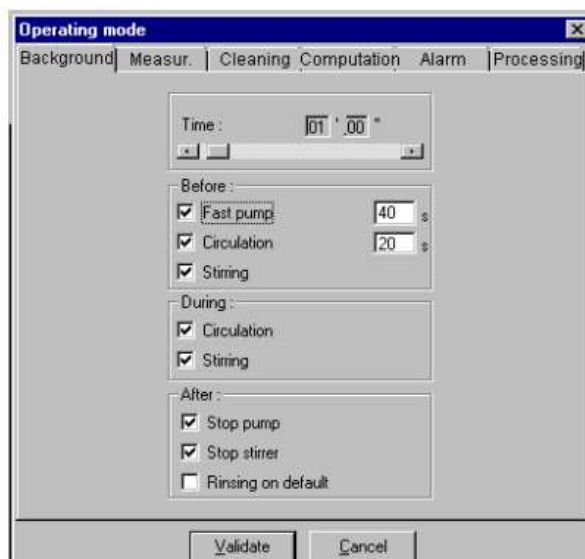 Operating mode
Background Measur. Cleaning Computation Alarm Processing
Time : 01 ' 00 "
Before :
Fast pump 40 s
Circulation 20 s
Stirring
During :
Circulation
Stirring
After :
Stop pump
Stop stirrer
Rinsing on default
Validate Cancel